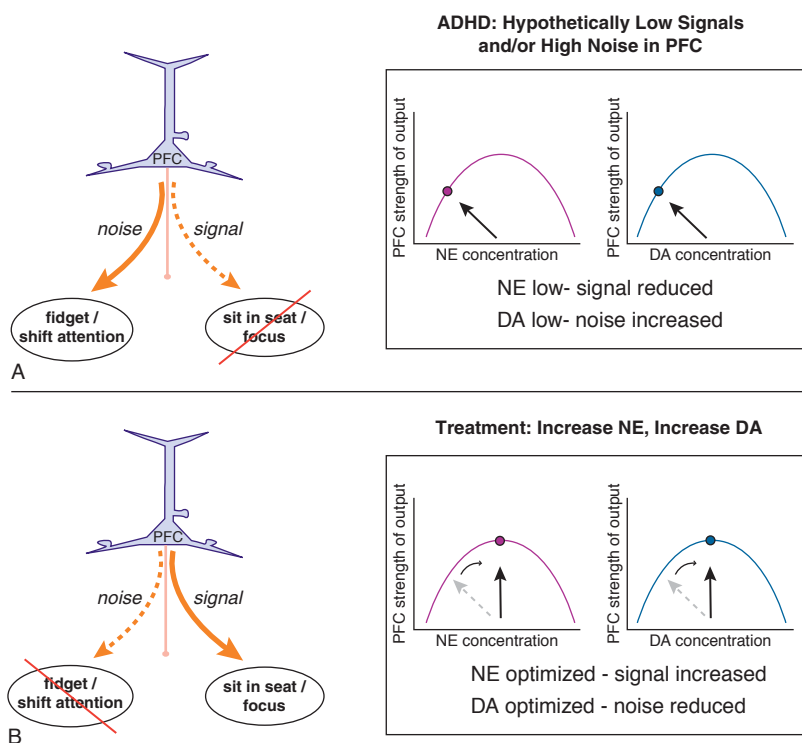 ADHD: Hypothetically Low Signals
and/or High Noise in PFC
PFC
noise
signal
fidget /
shift attention
sit in seat /
focus
PFC strength of output
NE concentration
PFC strength of output
DA concentration
NE low- signal reduced
DA low- noise increased
A
Treatment: Increase NE, Increase DA
PFC
noise
signal
fidget /
shift attention
sit in seat /
focus
PFC strength of output
NE concentration
PFC strength of output
DA concentration
NE optimized - signal increased
DA optimized - noise reduced
B